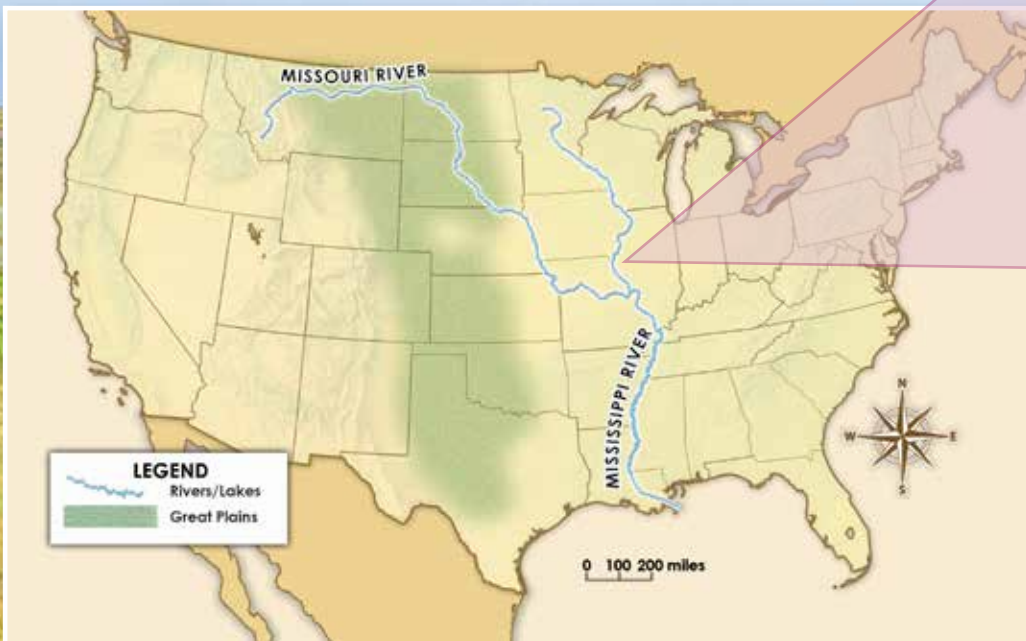 MISSOURI RIVER
MISSISSIPPI RIVER
N
W E
S
LEGEND
Rivers/Lakes
Great Plains
0 100 200 miles